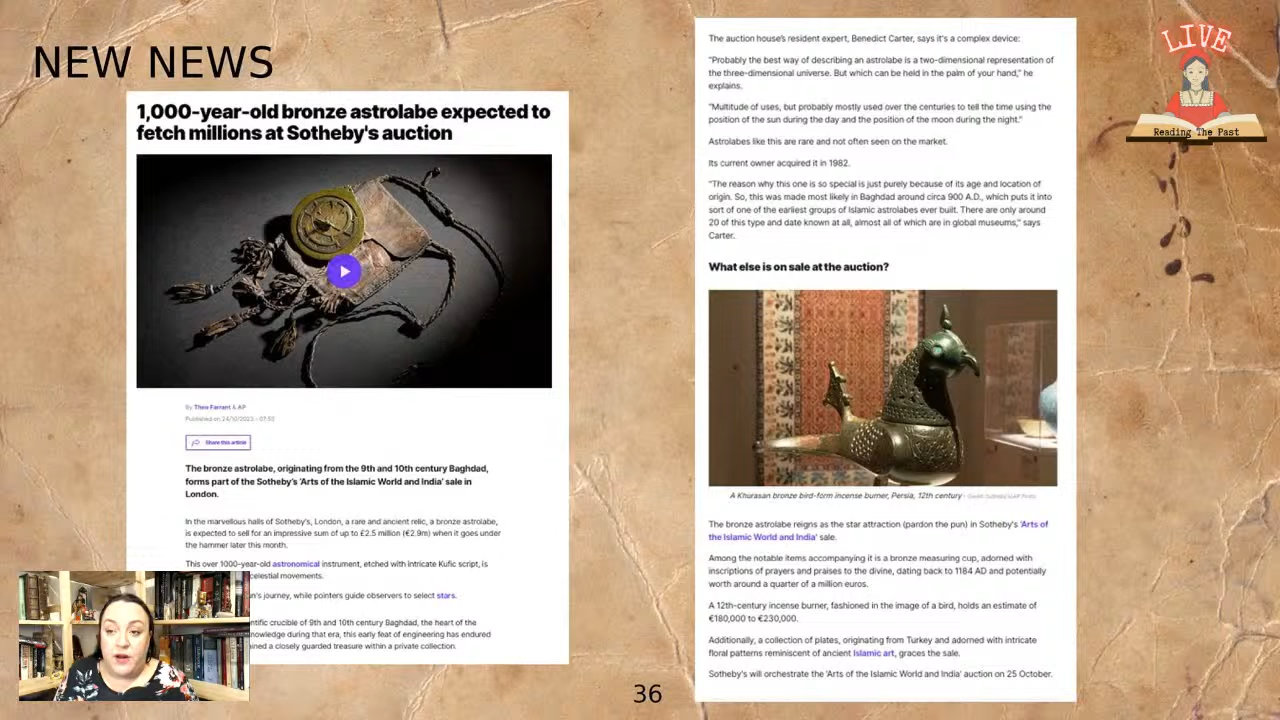 NEW NEWS
1,000-year-old bronze astrolabe expected to
fetch millions at Sotheby's auction
By Theo Farrant & AP
Published on 24/10/2023 - 07:50
Share this article
The bronze astrolabe, originating from the 9th and 10th century Baghdad,
forms part of the Sotheby's 'Arts of the Islamic World and India' sale in
London.
In the marvellous halls of Sotheby's, London, a rare and ancient relic, a bronze astrolabe,
is expected to sell for an impressive sum of up to £2.5 million (€2.9m) when it goes under
the hammer later this month.
This over 1000-year-old astronomical instrument, etched with intricate Kufic script, is
celestial movements.
n's journey, while pointers guide observers to select stars.
ntific crucible of 9th and 10th century Baghdad, the heart of the
nowledge during that era, this early feat of engineering has endured
ined a closely guarded treasure within a private collection.
The auction house's resident expert, Benedict Carter, says it's a complex device:
"Probably the best way of describing an astrolabe is a two-dimensional representation of
the three-dimensional universe. But which can be held in the palm of your hand," he
explains.
"Multitude of uses, but probably mostly used over the centuries to tell the time using the
position of the sun during the day and the position of the moon during the night."
Astrolabes like this are rare and not often seen on the market.
Its current owner acquired it in 1982.
"The reason why this one is so special is just purely because of its age and location of
origin. So, this was made most likely in Baghdad around circa 900 A.D., which puts it into
sort of one of the earliest groups of Islamic astrolabes ever built. There are only around
20 of this type and date known at all, almost all of which are in global museums," says
Carter.
What else is on sale at the auction?
A Khurasan bronze bird-form incense burner, Persia, 12th century
The bronze astrolabe reigns as the star attraction (pardon the pun) in Sotheby's 'Arts of
the Islamic World and India' sale.
Among the notable items accompanying it is a bronze measuring cup, adorned with
inscriptions of prayers and praises to the divine, dating back to 1184 AD and potentially
worth around a quarter of a million euros.
A 12th-century incense burner, fashioned in the image of a bird, holds an estimate of
€180,000 to €230,000.
Additionally, a collection of plates, originating from Turkey and adorned with intricate
floral patterns reminiscent of ancient Islamic art, graces the sale.
Sotheby's will orchestrate the 'Arts of the Islamic World and India' auction on 25 October.
LIVE
Reading The Past
36